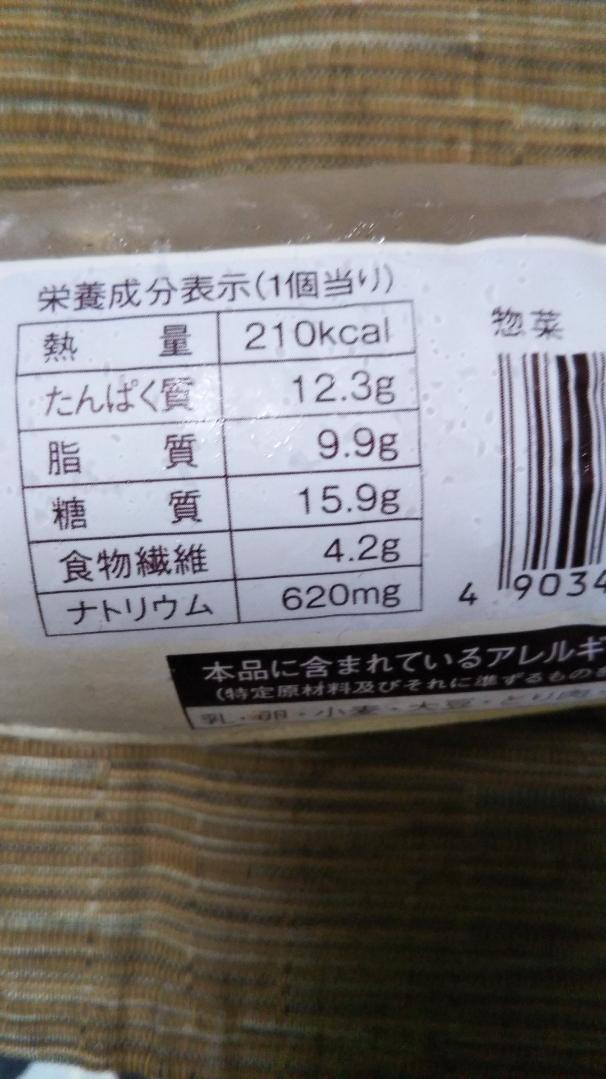 栄養成分表示(1個当り)
熱量 210kcal
たんぱく質 12.3g
脂質 9.9g
糖質 15.9g
食物繊維 4.2g
ナトリウム 620mg
惣菜
4 9034
本品に含まれているアレルギ
(特定原材料及びそれに準ずるものを
乳・卵・小麦・大豆・とり肉